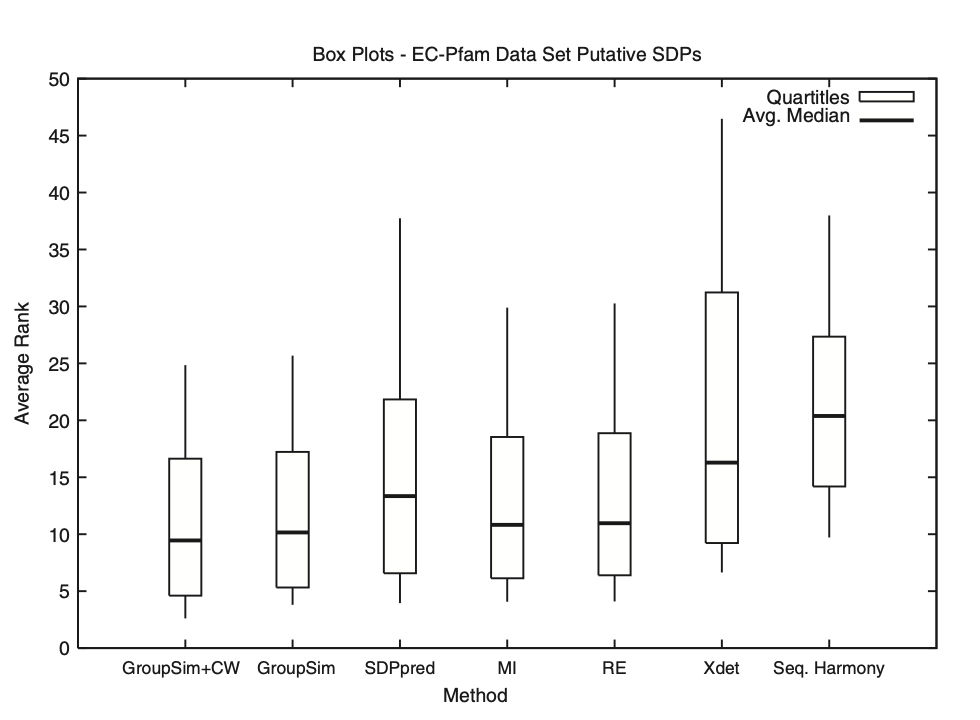 Box Plots - EC-Pfam Data Set Putative SDPs
50
45
40
35
30
25
20
15
10
5
0
Average Rank
Quartitles
Avg. Median
GroupSim+CW GroupSim SDPpred MI RE Xdet Seq. Harmony
Method